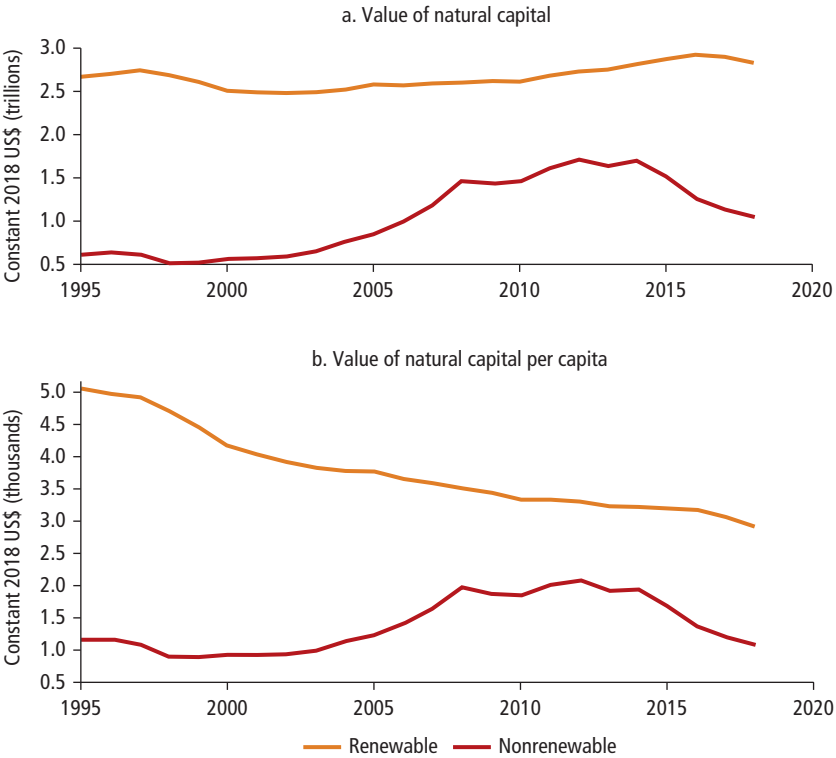 a. Value of natural capital
Constant 2018 US$ (trillions)
3.0
2.5
2.0
1.5
1.0
0.5
1995 2000 2005 2010 2015 2020
b. Value of natural capital per capita
Constant 2018 US$ (thousands)
5.0
4.5
4.0
3.5
3.0
2.5
2.0
1.5
1.0
0.5
1995 2000 2005 2010 2015 2020
Renewable Nonrenewable